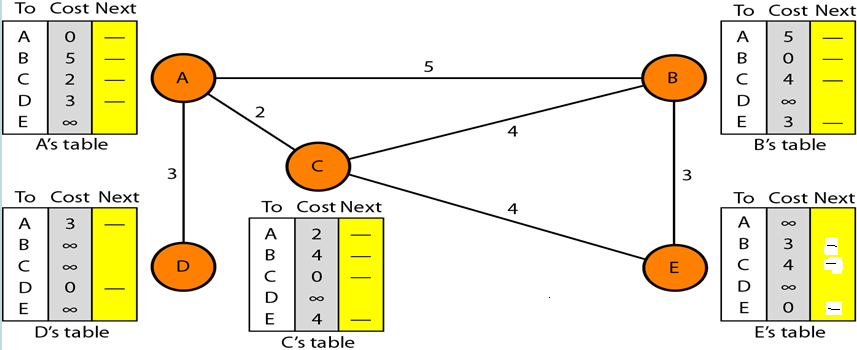 To Cost Next
A 0 —
B 5 —
C 2 —
D 3 —
E ∞
A's table
To Cost Next
A 5 —
B 0 —
C 4 —
D ∞
E 3 —
B's table
A
5
B
2
4
C
3
3
4
D
E
To Cost Next
A 3 —
B ∞
C ∞
D 0 —
E ∞
D's table
To Cost Next
A 2 —
B 4 —
C 0 —
D ∞
E 4 —
C's table
To Cost Next
A ∞
B 3 —
C 4 —
D ∞
E 0 —
E's table